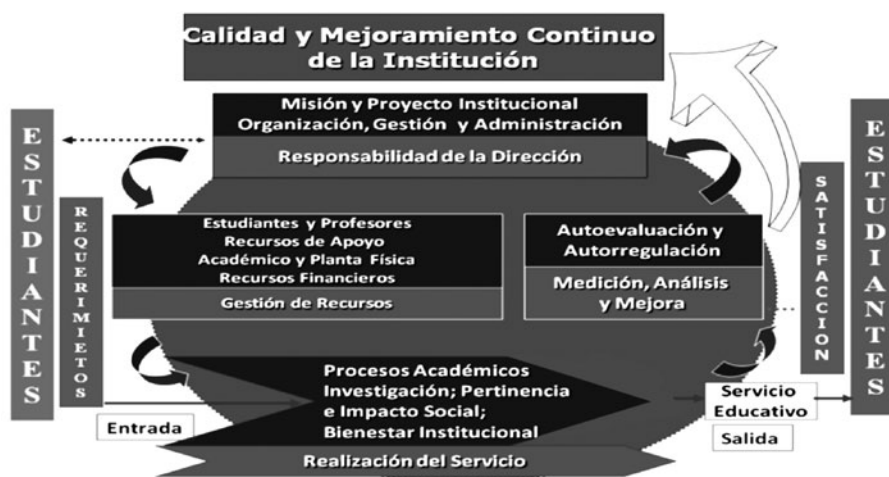 Calidad y Mejoramiento Continuo
de la Institución
ESTUDIANTES
REQUERIMIETOS
Misión y Proyecto Institucional
Organización, Gestión y Administración
Responsabilidad de la Dirección
Estudiantes y Profesores
Recursos de Apoyo
Académico y Planta Física
Recursos Financieros
Gestión de Recursos
Autoevaluación y
Autorregulación
Medición, Análisis
y Mejora
SATISFACCION
ESTUDIANTES
Procesos Académicos
Investigación; Pertinencia
e Impacto Social;
Bienestar Institucional
Realización del Servicio
Entrada
Servicio
Educativo
Salida